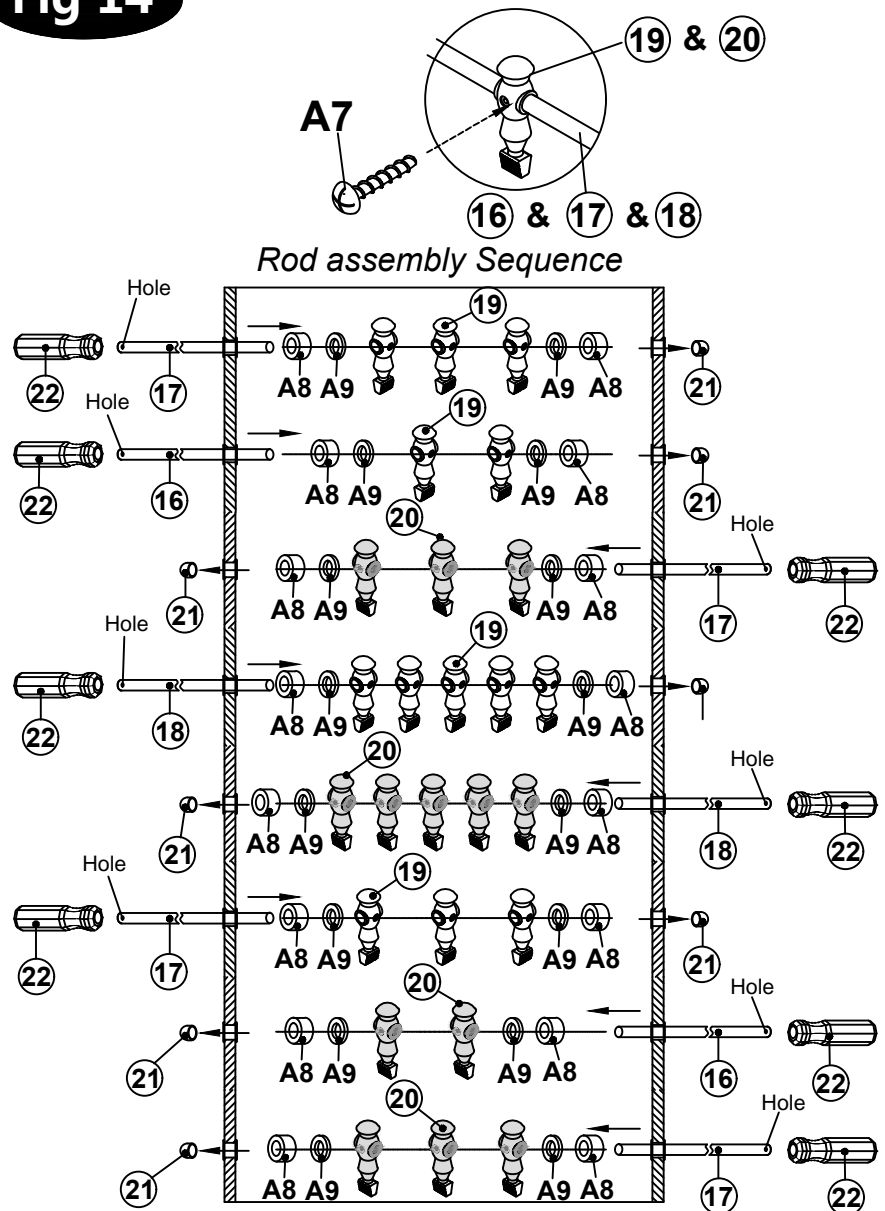 Fig 14
19 & 20
A7
16 & 17 & 18
Rod assembly Sequence
Hole
19
22 17 A8 A9 A9 A8 21
Hole
19
22 16 A8 A9 A9 A8 21
20
Hole
21 A8 A9 A9 A8 17 22
Hole
19
22 18 A8 A9 A9 A8
20
Hole
21 A8 A9 A9 A8 18 22
Hole
19
22 17 A8 A9 A9 A8 21
20
Hole
21 A8 A9 A9 A8 16 22
20
Hole
21 A8 A9 A9 A8 17 22